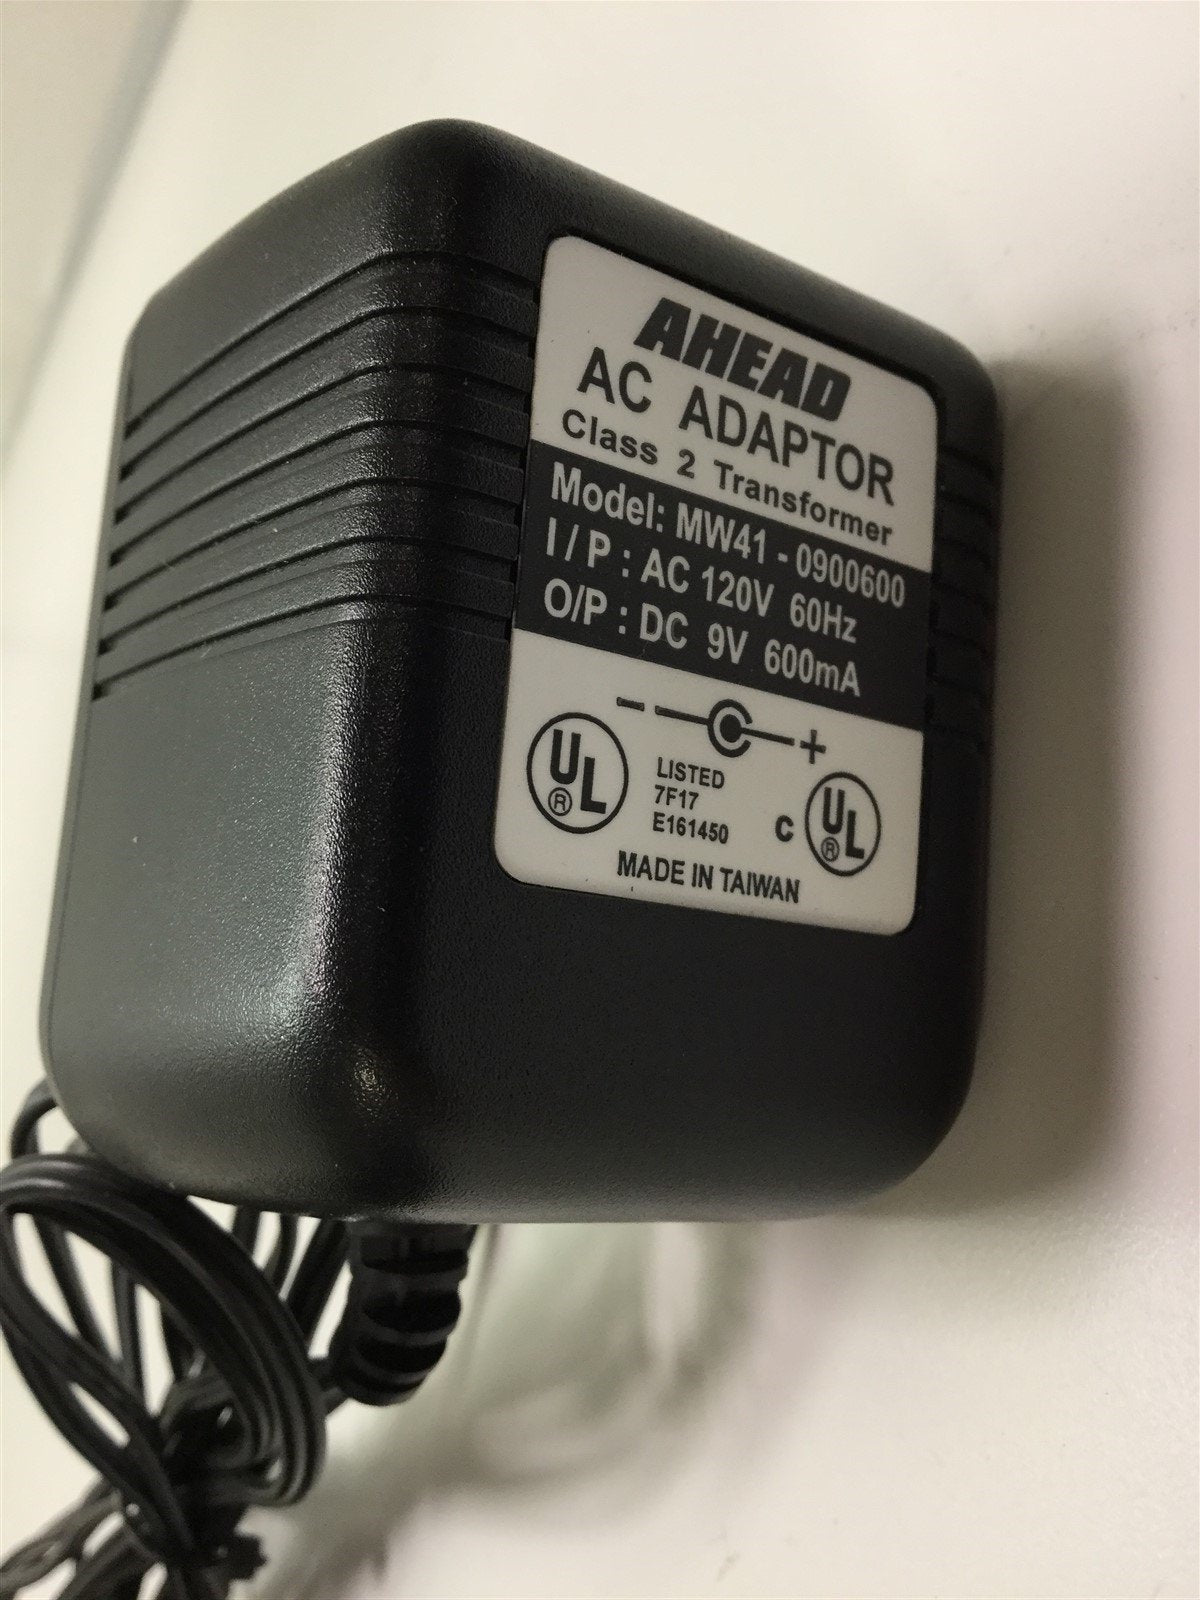 AHEAD
AC ADAPTOR
Class 2 Transformer
Model: MW41 - 0900600
I / P : AC 120V 60Hz
O/P : DC 9V 600mA
- +
UL ®
LISTED
7F17
E161450
C UL ®
MADE IN TAIWAN